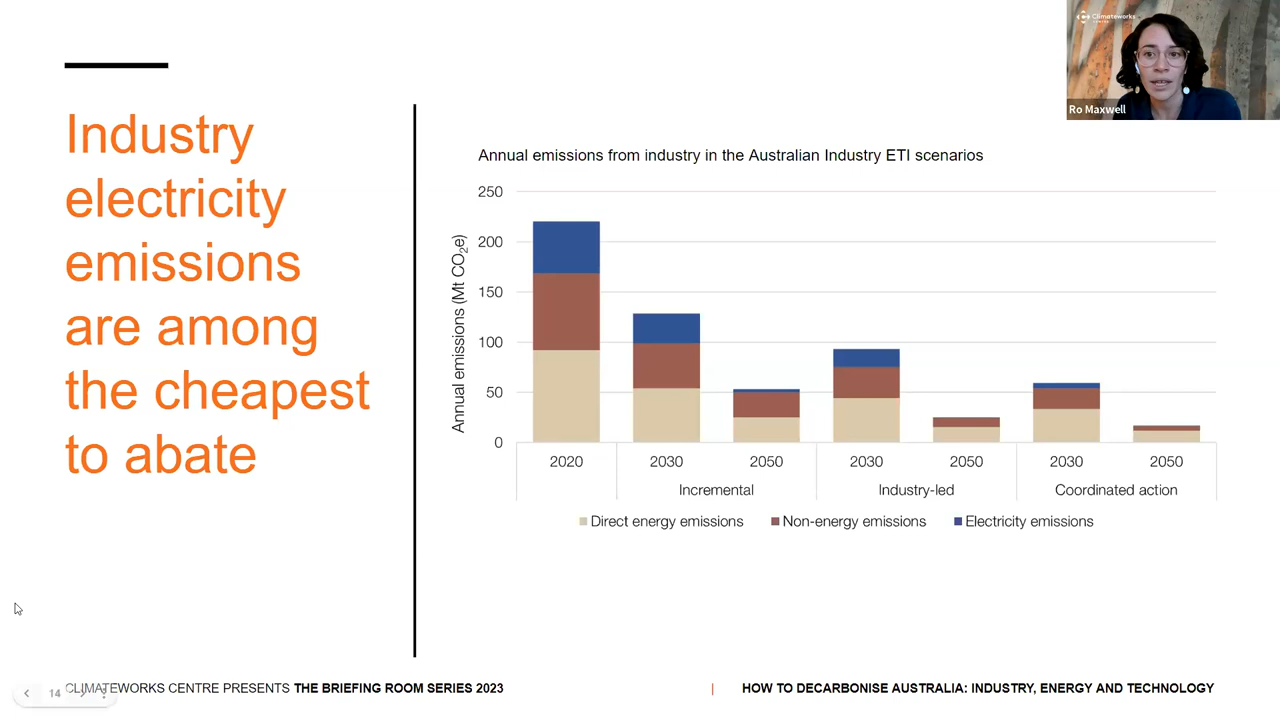 Industry
electricity
emissions
are among
the cheapest
to abate
Climateworks
CENTRE
Ro Maxwell
Annual emissions from industry in the Australian Industry ETI scenarios
Annual emissions (Mt CO₂e)
250
200
150
100
50
0
2020
2030
2050
2030
2050
2030
2050
Incremental
Industry-led
Coordinated action
Direct energy emissions
Non-energy emissions
Electricity emissions
14
CLIMATEWORKS CENTRE PRESENTS THE BRIEFING ROOM SERIES 2023
| HOW TO DECARBONISE AUSTRALIA: INDUSTRY, ENERGY AND TECHNOLOGY